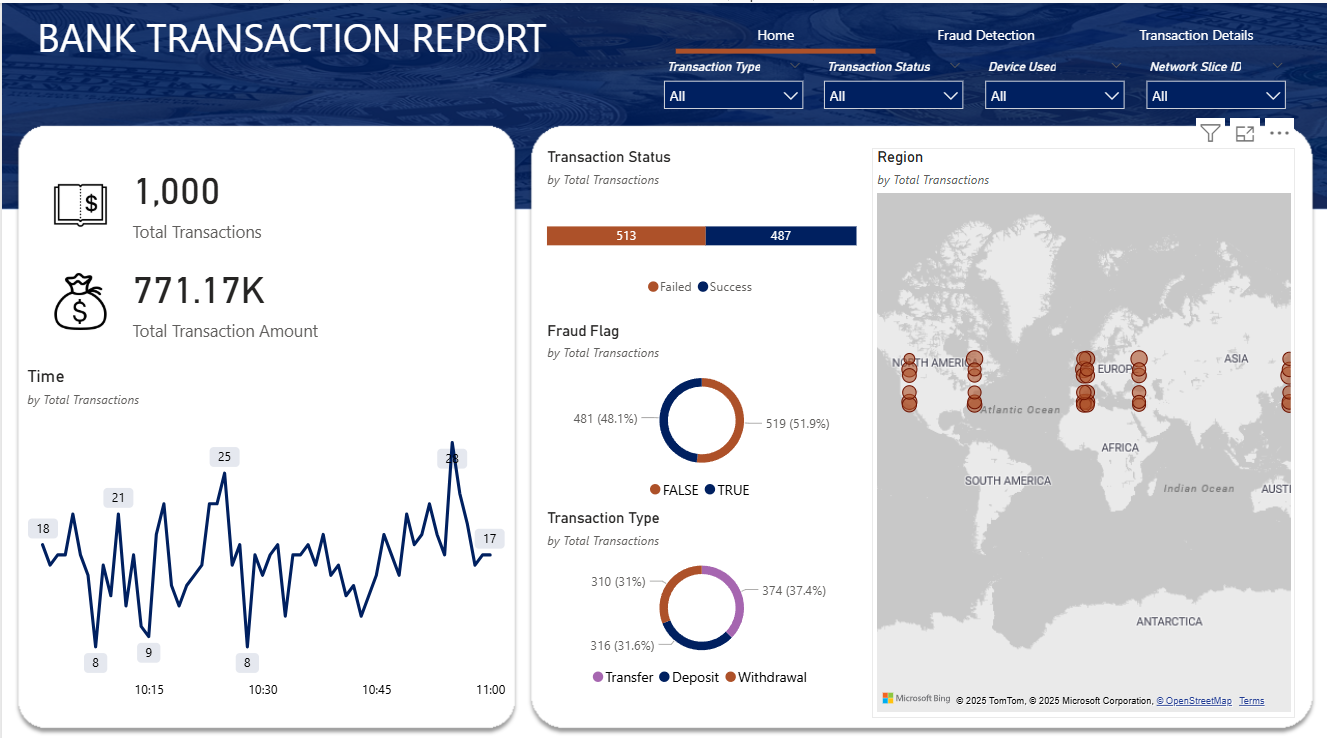 BANK TRANSACTION REPORT
Home
Fraud Detection
Transaction Details
Transaction Type
Transaction Status
Device Used
Network Slice ID
All
All
All
All
1,000
Total Transactions
771.17K
Total Transaction Amount
Time
by Total Transactions
18
21
25
28
17
8
9
8
10:15
10:30
10:45
11:00
Transaction Status
by Total Transactions
513
487
Failed
Success
Fraud Flag
by Total Transactions
481 (48.1%)
519 (51.9%)
FALSE
TRUE
Transaction Type
by Total Transactions
310 (31%)
374 (37.4%)
316 (31.6%)
Transfer
Deposit
Withdrawal
Region
by Total Transactions
NORTH AMERICA
EUROP
ASIA
Atlantic Ocean
AFRICA
SOUTH AMERICA
Indian Ocean
AUSTI
ANTARCTICA
Microsoft Bing
© 2025 TomTom, © 2025 Microsoft Corporation, © OpenStreetMap
Terms